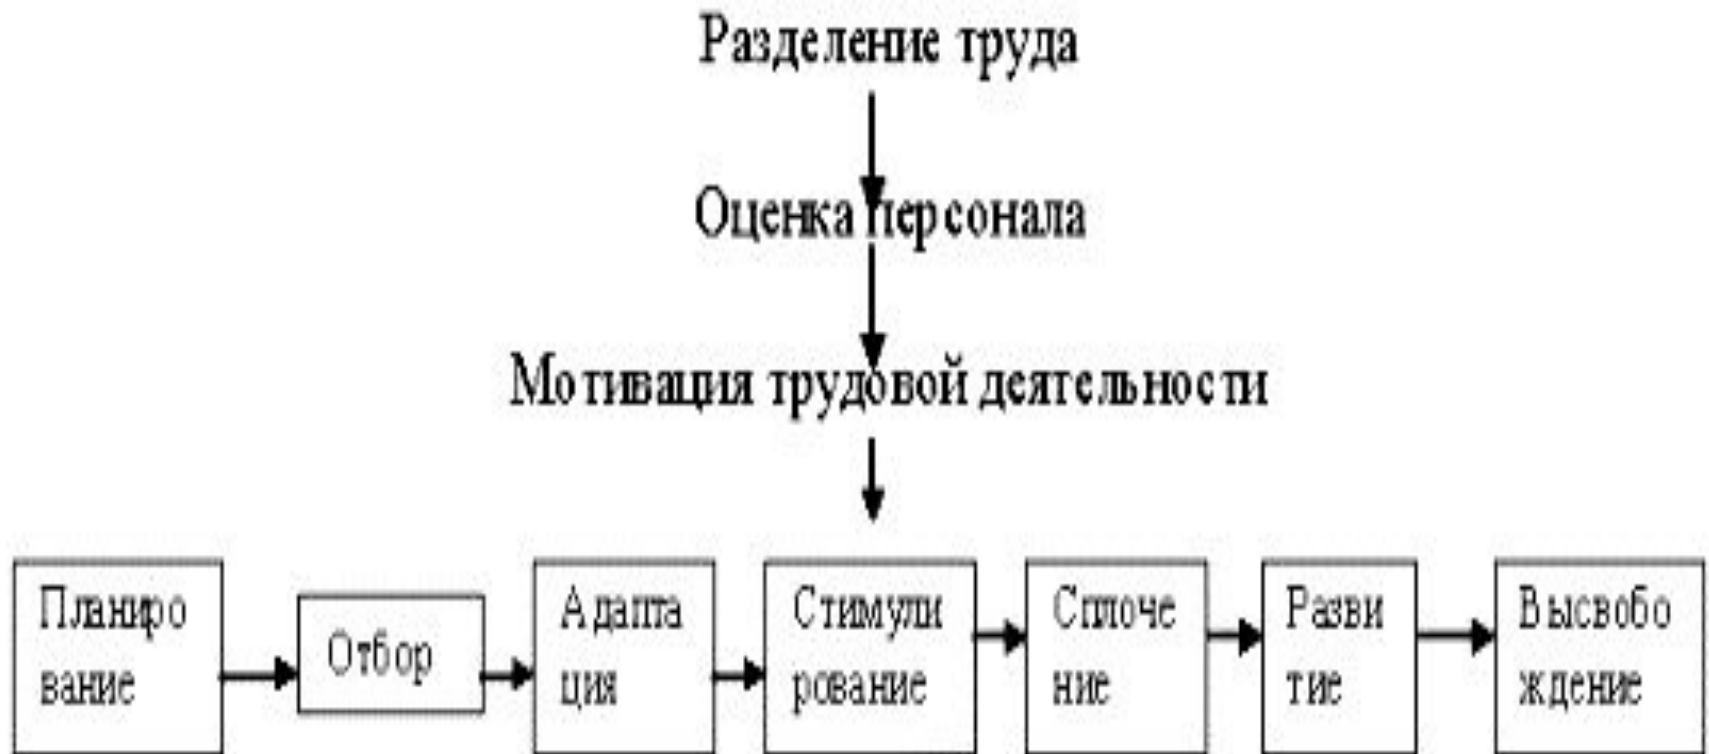 Разделение труда
Оценка персонала
Мотивация трудовой деятельности
Планиро
вание
Отбор
Адапта
ция
Стимули
рование
Сплоче
ние
Разви
тие
Высвобо
ждение